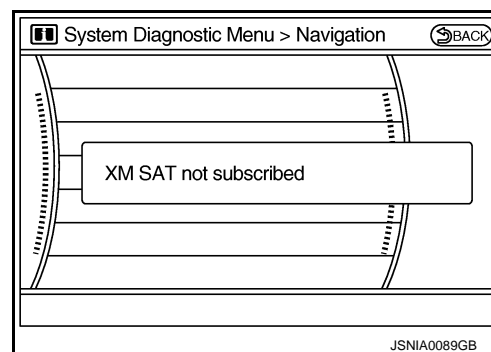 System Diagnostic Menu > Navigation BACK
XM SAT not subscribed
JSNIA0089GB